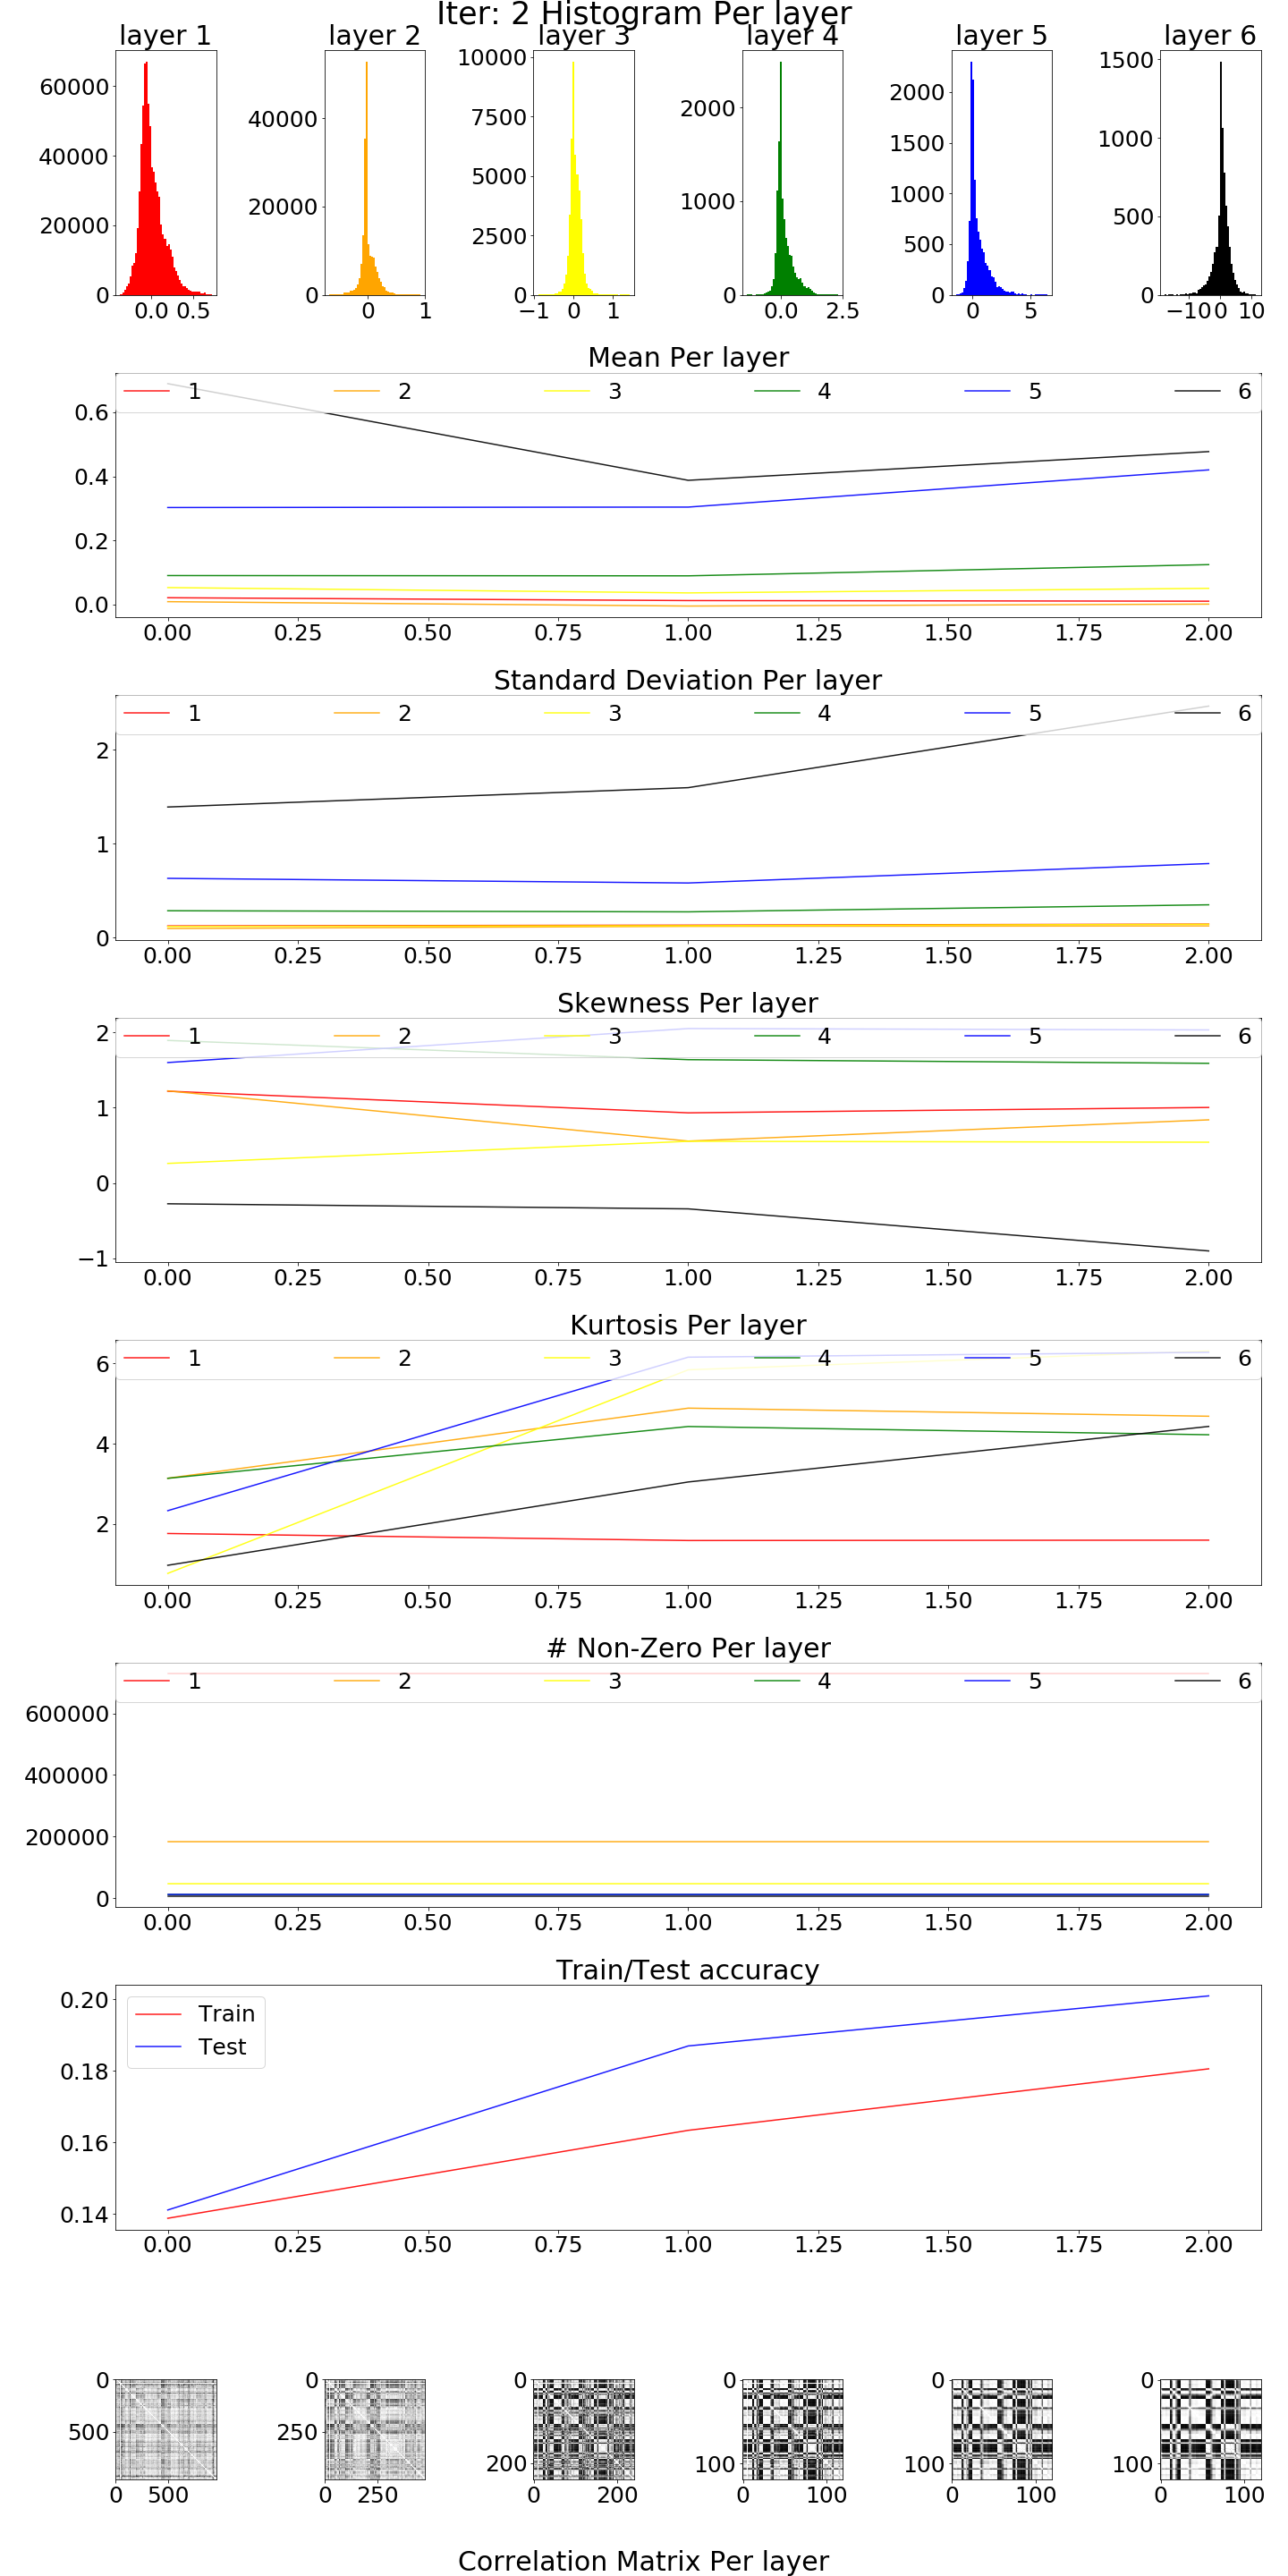 Iter: 2 Histogram Per layer
layer 1 layer 2 layer 3 layer 4 layer 5 layer 6
60000 40000 20000 0
0.0 0.5
40000 20000 0
0 1
10000 7500 5000 2500 0
−1 0 1
2000 1000 0
0.0 2.5
2000 1500 1000 500 0
0 5
1500 1000 500 0
−10 0 10
Mean Per layer
1 2 3 4 5 6
0.6
0.4
0.2
0.0
0.00 0.25 0.50 0.75 1.00 1.25 1.50 1.75 2.00
Standard Deviation Per layer
1 2 3 4 5 6
2
1
0
0.00 0.25 0.50 0.75 1.00 1.25 1.50 1.75 2.00
Skewness Per layer
2
1 2 3 4 5 6
1
0
−1
0.00 0.25 0.50 0.75 1.00 1.25 1.50 1.75 2.00
Kurtosis Per layer
6
1 2 3 4 5 6
4
2
0.00 0.25 0.50 0.75 1.00 1.25 1.50 1.75 2.00
# Non-Zero Per layer
1 2 3 4 5 6
600000
400000
200000
0
0.00 0.25 0.50 0.75 1.00 1.25 1.50 1.75 2.00
Train/Test accuracy
0.20
Train
Test
0.18
0.16
0.14
0.00 0.25 0.50 0.75 1.00 1.25 1.50 1.75 2.00
0 500
0 500
0 250
0 250
0 200
0 200
0 100
0 100
0 100
0 100
0 100
0 100
Correlation Matrix Per layer